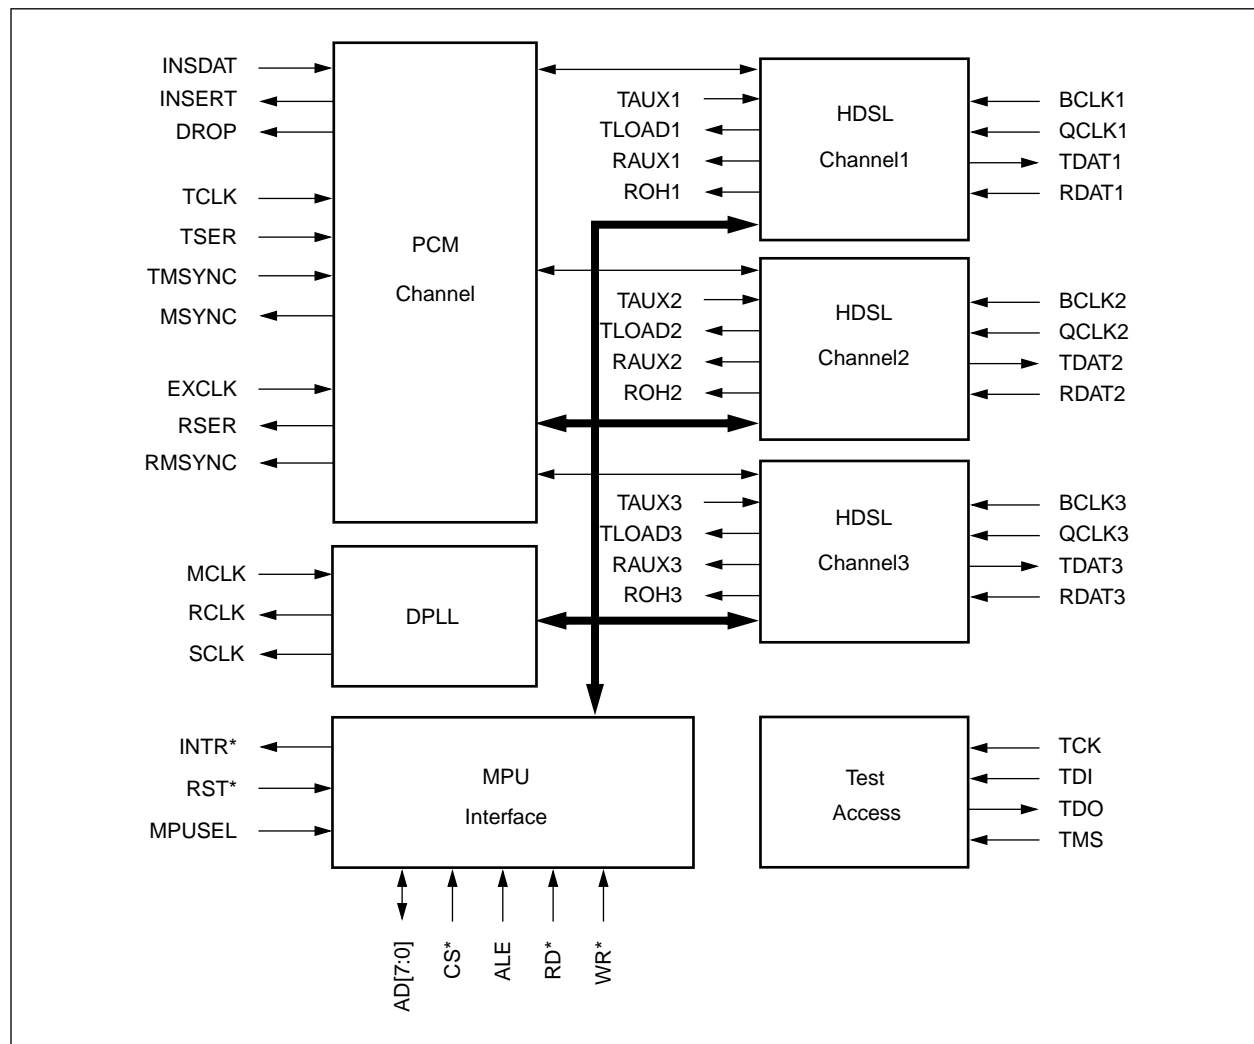 INSDAT
INSERT
DROP
TCLK
TSER
TMSYNC
MSYNC
EXCLK
RSER
RMSYNC
PCM
Channel
TAUX1
TLOAD1
RAUX1
ROH1
HDSL
Channel1
BCLK1
QCLK1
TDAT1
RDAT1
TAUX2
TLOAD2
RAUX2
ROH2
HDSL
Channel2
BCLK2
QCLK2
TDAT2
RDAT2
TAUX3
TLOAD3
RAUX3
ROH3
HDSL
Channel3
BCLK3
QCLK3
TDAT3
RDAT3
MCLK
RCLK
SCLK
DPLL
INTR*
RST*
MPUSEL
MPU
Interface
AD[7:0]
CS*
ALE
RD*
WR*
Test
Access
TCK
TDI
TDO
TMS